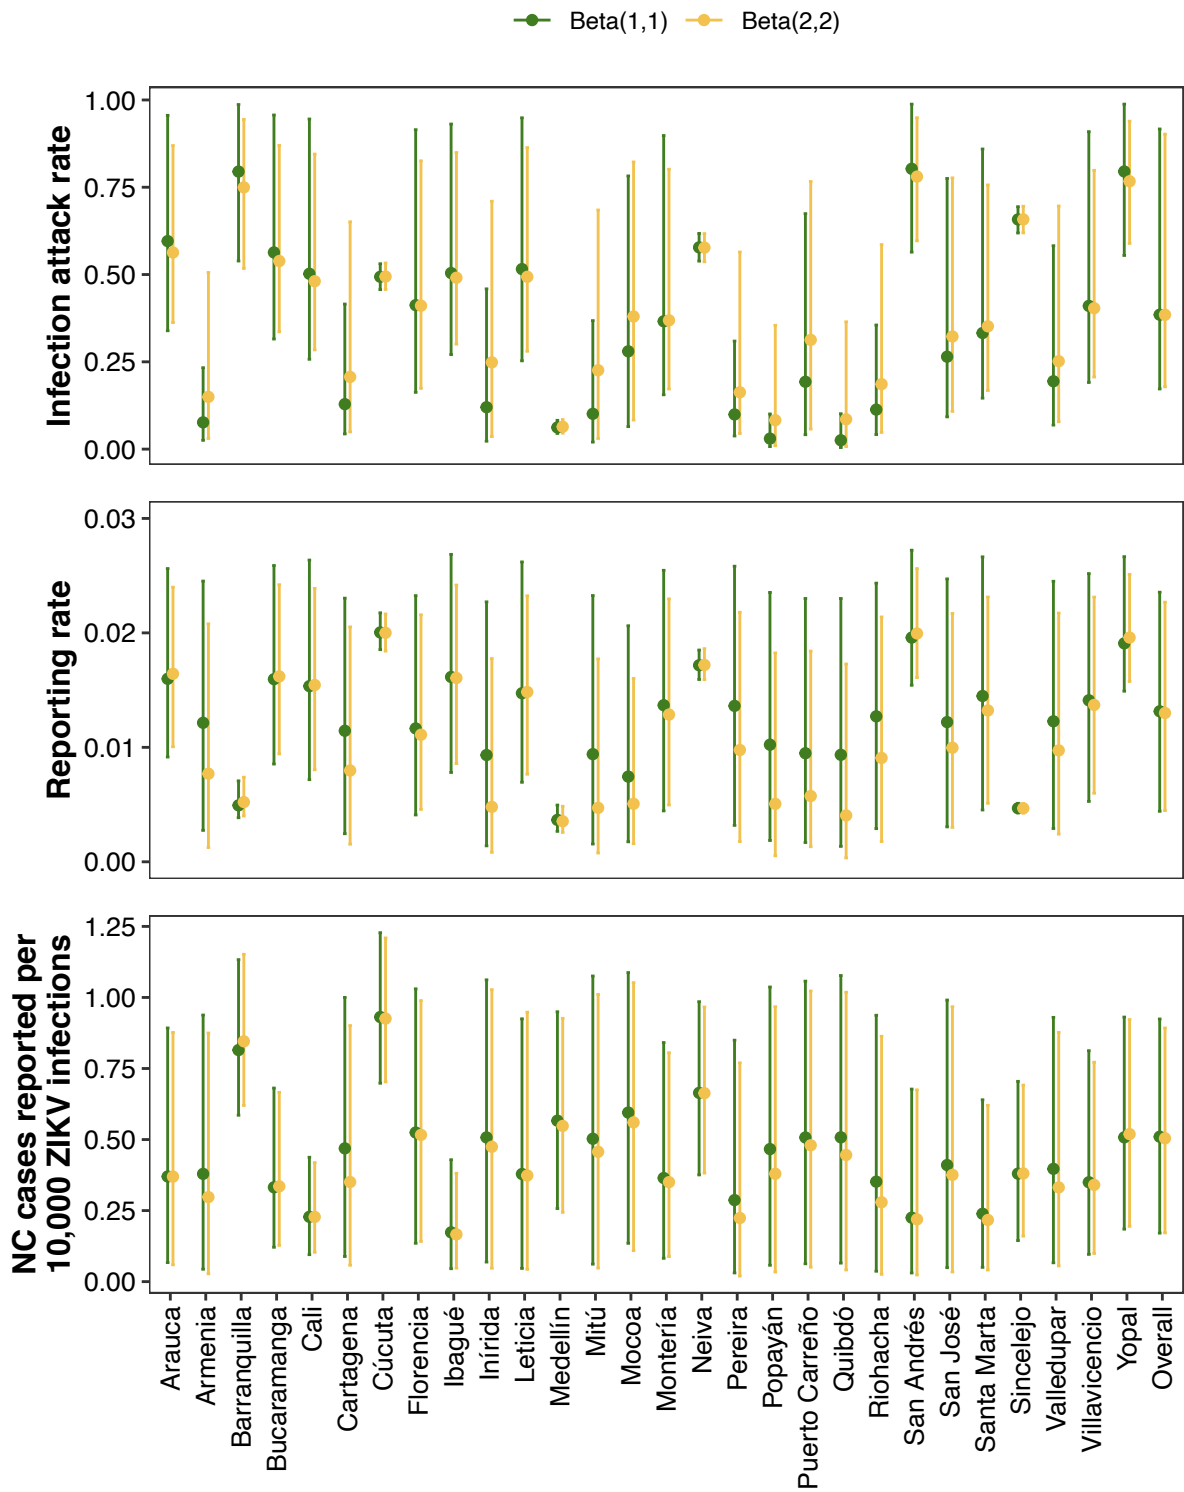 Beta(1,1) Beta(2,2)
Infection attack rate
1.00
0.75
0.50
0.25
0.00
Reporting rate
0.03
0.02
0.01
0.00
NC cases reported per
10,000 ZIKV infections
1.25
1.00
0.75
0.50
0.25
0.00
Arauca
Armenia
Barranquilla
Bucaramanga
Cali
Cartagena
Cúcuta
Florencia
Ibagué
Inírida
Leticia
Medellín
Mitú
Mocoa
Montería
Neiva
Pereira
Popayán
Puerto Carreño
Quibdó
Riohacha
San Andrés
San José
Santa Marta
Sincelejo
Valledupar
Villavicencio
Yopal
Overall